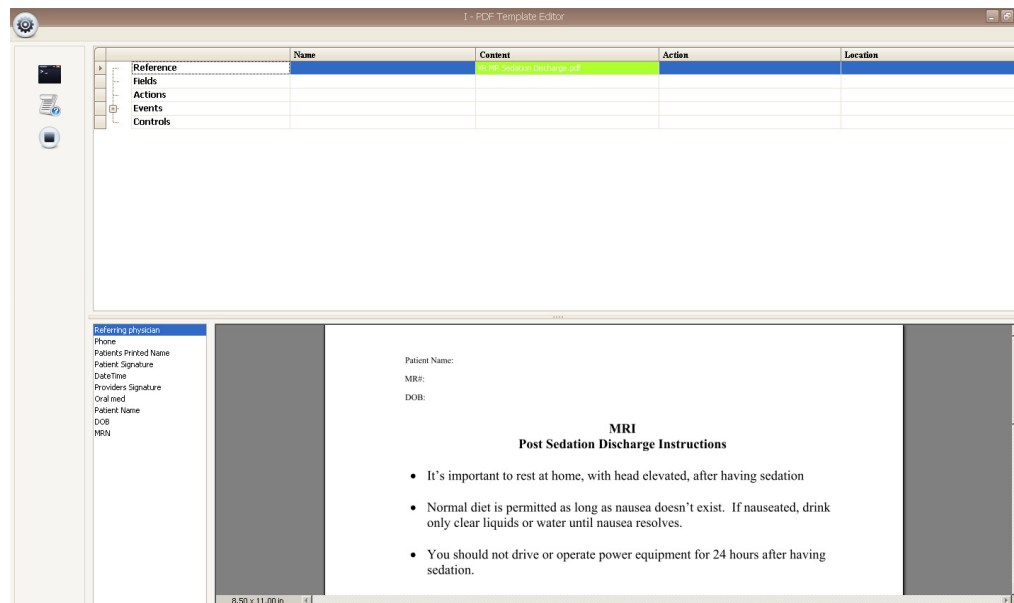 I - PDF Template Editor
Name Content Action Location
Reference VR MR Sedation Discharge.pdf
Fields
Actions
Events
Controls
Referring physician
Phone
Patients Printed Name
Patient Signature
DateTime
Providers Signature
Oral med
Patient Name
DOB
MRN
Patient Name:
MR#:
DOB:
MRI
Post Sedation Discharge Instructions
• It's important to rest at home, with head elevated, after having sedation
• Normal diet is permitted as long as nausea doesn't exist. If nauseated, drink
only clear liquids or water until nausea resolves.
• You should not drive or operate power equipment for 24 hours after having
sedation.
8.50 x 11.00 in